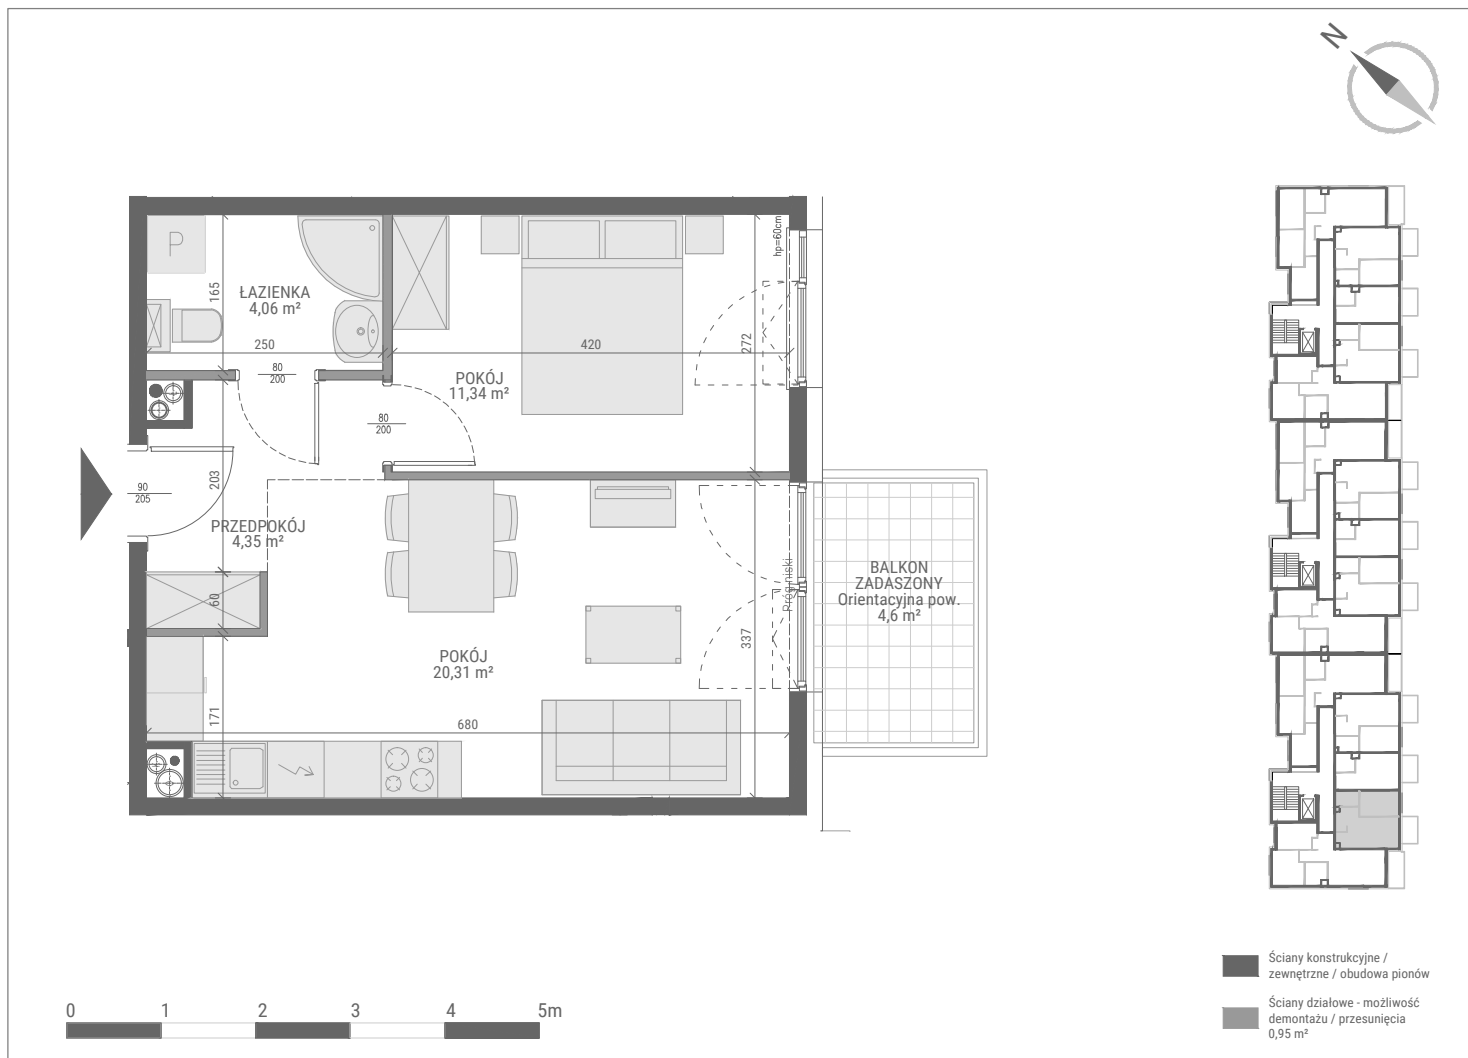 N
hp=60cm
P
ŁAZIENKA
4,06 m²
165
250
420
272
80
200
POKÓJ
11,34 m²
80
200
90
205
203
PRZEDPOKÓJ
4,35 m²
60
Próg niski
BALKON
ZADASZONY
Orientacyjna pow.
4,6 m²
337
POKÓJ
20,31 m²
171
680
0 1 2 3 4 5m
Ściany konstrukcyjne /
zewnętrzne / obudowa pionów
Ściany działowe - możliwość
demontażu / przesunięcia
0,95 m²